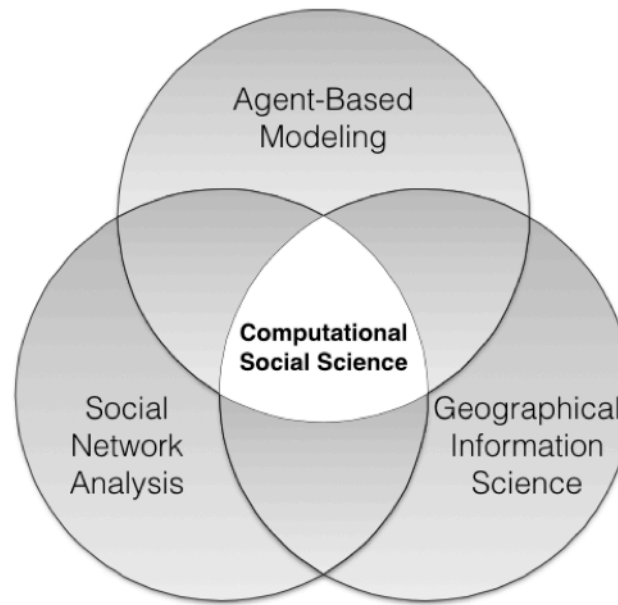 Agent-Based
Modeling
Computational
Social Science
Social
Network
Analysis
Geographical
Information
Science